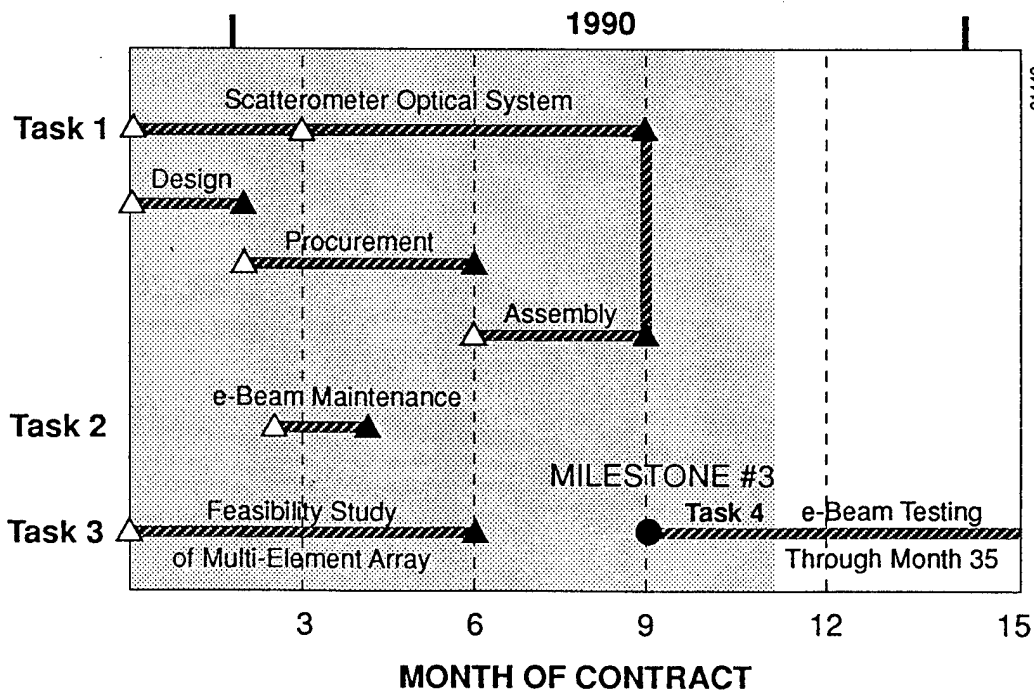 1990
Scatterometer Optical System
Task 1
Design
Procurement
Assembly
e-Beam Maintenance
Task 2
MILESTONE #3
Task 3
Feasibility Study
of Multi-Element Array
Task 4
e-Beam Testing
Through Month 35
3 6 9 12 15
MONTH OF CONTRACT